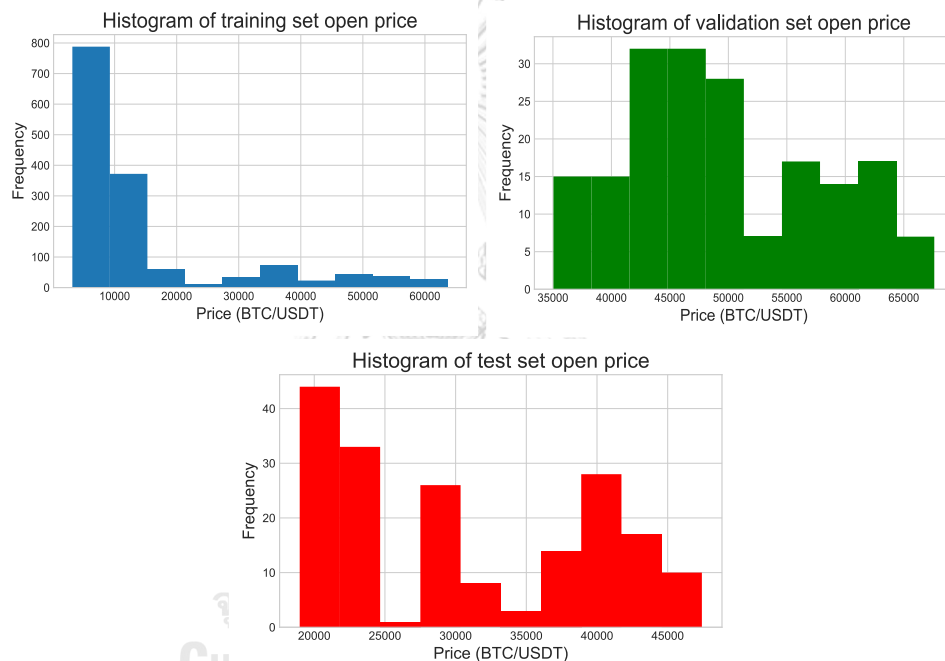 Histogram of training set open price
800
700
600
500
400
300
200
100
0
Frequency
10000 20000 30000 40000 50000 60000
Price (BTC/USDT)
Histogram of validation set open price
30
25
20
15
10
5
0
Frequency
35000 40000 45000 50000 55000 60000 65000
Price (BTC/USDT)
Histogram of test set open price
40
30
20
10
0
Frequency
20000 25000 30000 35000 40000 45000
Price (BTC/USDT)